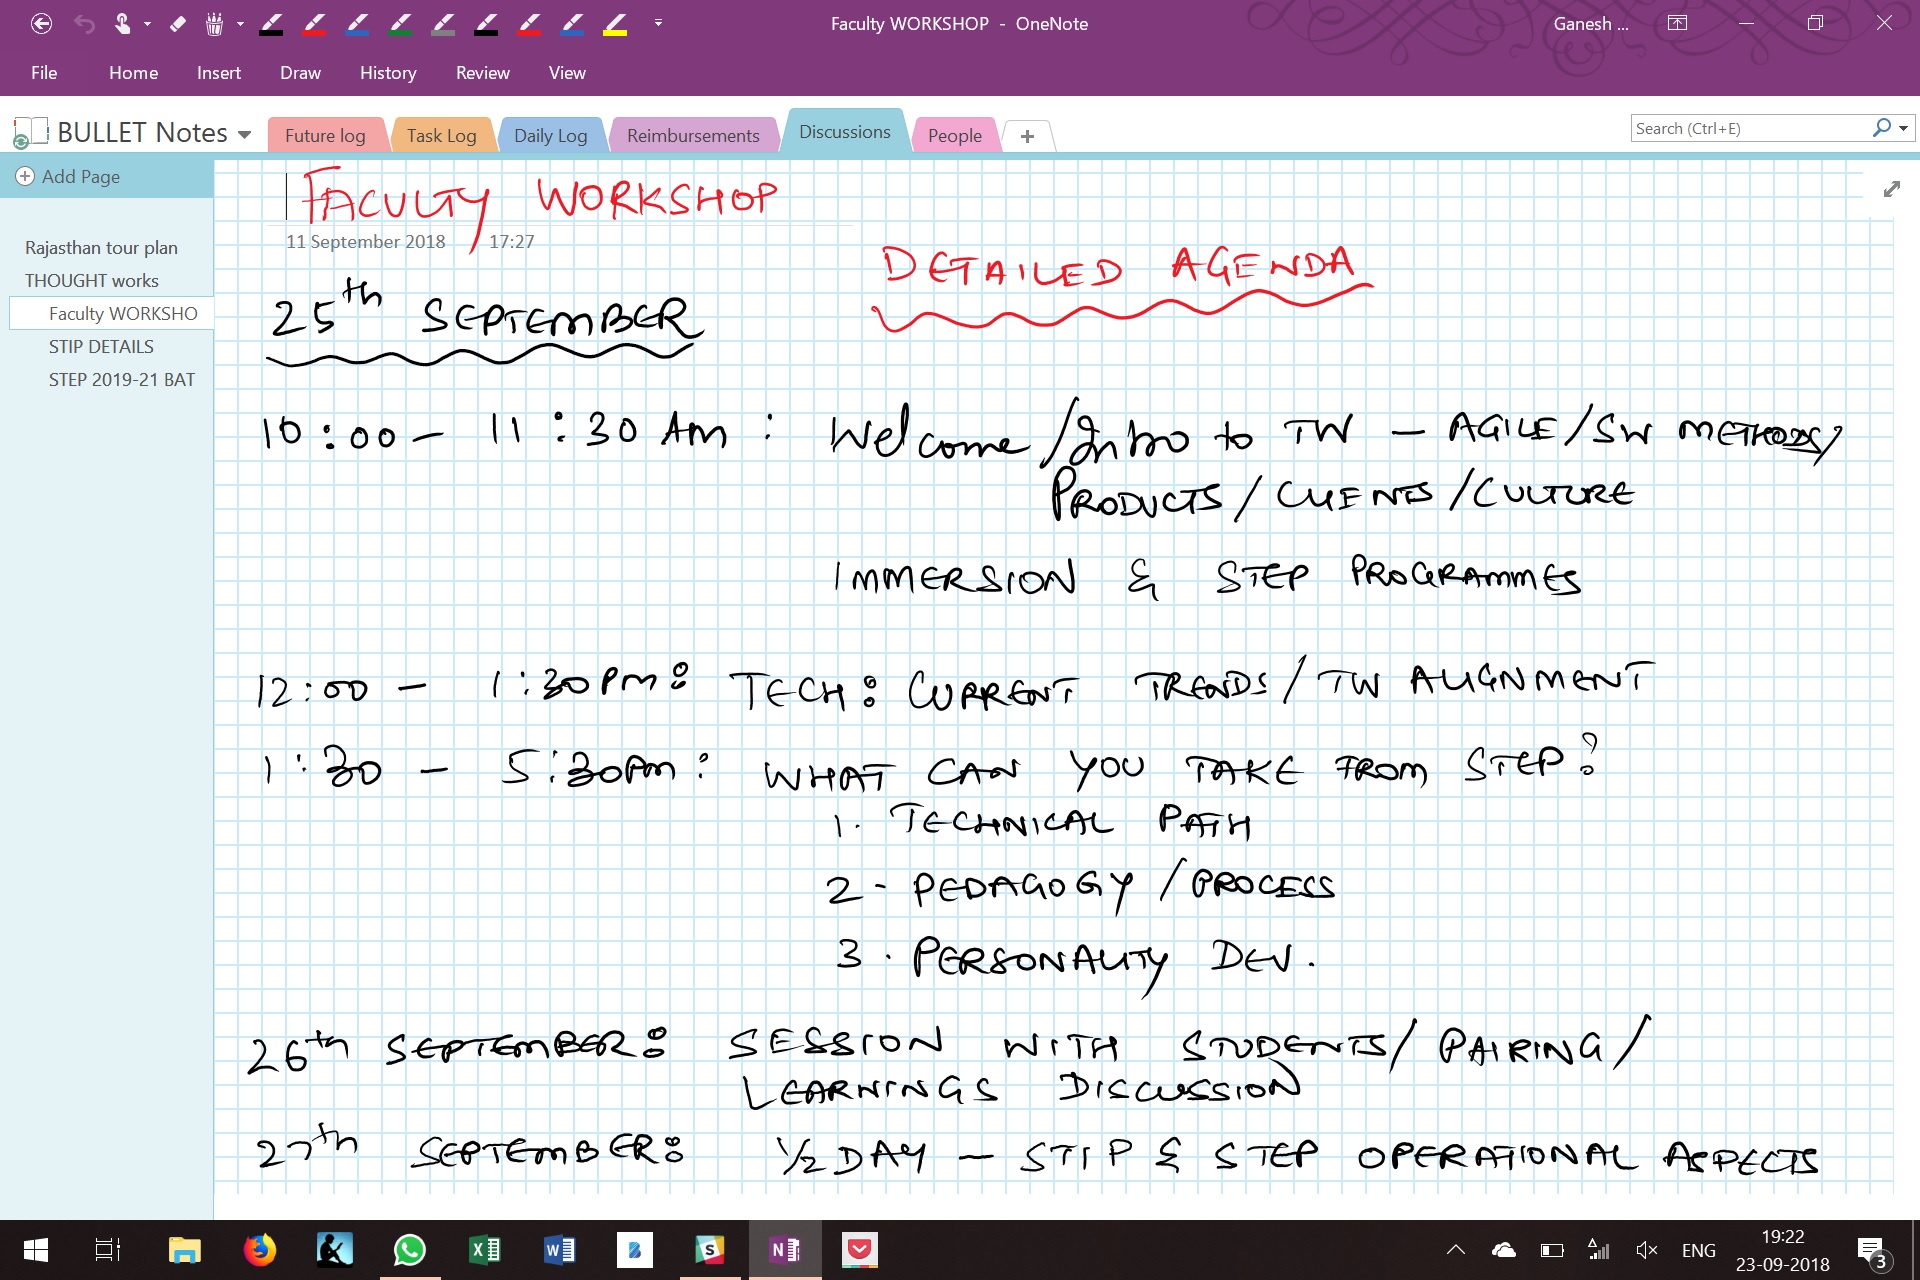 Faculty WORKSHOP - OneNote
Ganesh ...
File Home Insert Draw History Review View
BULLET Notes
Future log Task Log Daily Log Reimbursements Discussions People +
Search (Ctrl+E)
Add Page
Rajasthan tour plan
THOUGHT works
Faculty WORKSHO
STIP DETAILS
STEP 2019-21 BAT
FACULTY WORKSHOP
11 September 2018 17:27
DETAILED AGENDA
25th SEPTEMBER
10:00 - 11:30 AM : Welcome/Intro to TW - AGILE/SW METHODS/
PRODUCTS/CLIENTS/CULTURE
IMMERSION & STEP PROGRAMMES
12:00 - 1:30 PM: TECH: CURRENT TRENDS/TW ALIGNMENT
1:30 - 5:30PM: WHAT CAN YOU TAKE FROM STEP?
1. TECHNICAL PATH
2- PEDAGOGY/PROCESS
3. PERSONALITY DEV.
26th SEPTEMBER: SESSION WITH STUDENTS/PAIRING/
LEARNINGS DISCUSSION
27th SEPTEMBER: 1/2 DAY - STIP & STEP OPERATIONAL ASPECTS
ENG
19:22
23-09-2018
3